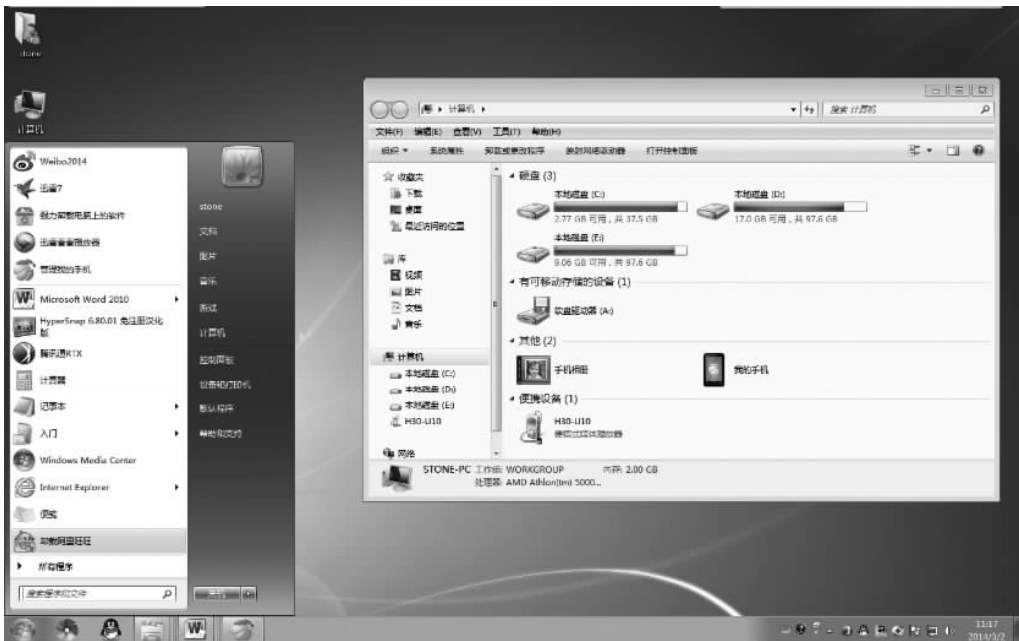 stone
计算机
Weibo2014
迅雷7
强力卸载电脑上的软件
迅雷看看播放器
管理我的手机
Microsoft Word 2010
HyperSnap 6.80.01 免注册汉化
版
腾讯通RTX
计算器
记事本
入门
Windows Media Center
Internet Explorer
便笺
卸载阿里旺旺
所有程序
搜索程序和文件
stone
文档
图片
音乐
游戏
计算机
控制面板
设备和打印机
默认程序
帮助和支持
关机
计算机
搜索 计算机
文件(F) 编辑(E) 查看(V) 工具(T) 帮助(H)
组织 系统属性 卸载或更改程序 映射网络驱动器 打开控制面板
收藏夹
下载
桌面
最近访问的位置
库
视频
图片
文档
音乐
计算机
本地磁盘 (C:)
本地磁盘 (D:)
本地磁盘 (E:)
H30-U10
网络
硬盘 (3)
本地磁盘 (C:)
2.77 GB 可用 , 共 37.5 GB
本地磁盘 (D:)
17.0 GB 可用 , 共 97.6 GB
本地磁盘 (E:)
9.06 GB 可用 , 共 97.6 GB
有可移动存储的设备 (1)
软盘驱动器 (A:)
其他 (2)
手机相册
我的手机
便携设备 (1)
H30-U10
便携式媒体播放器
STONE-PC 工作组: WORKGROUP 内存: 2.00 GB
处理器: AMD Athlon(tm) 5000...
11:17
2014/3/2